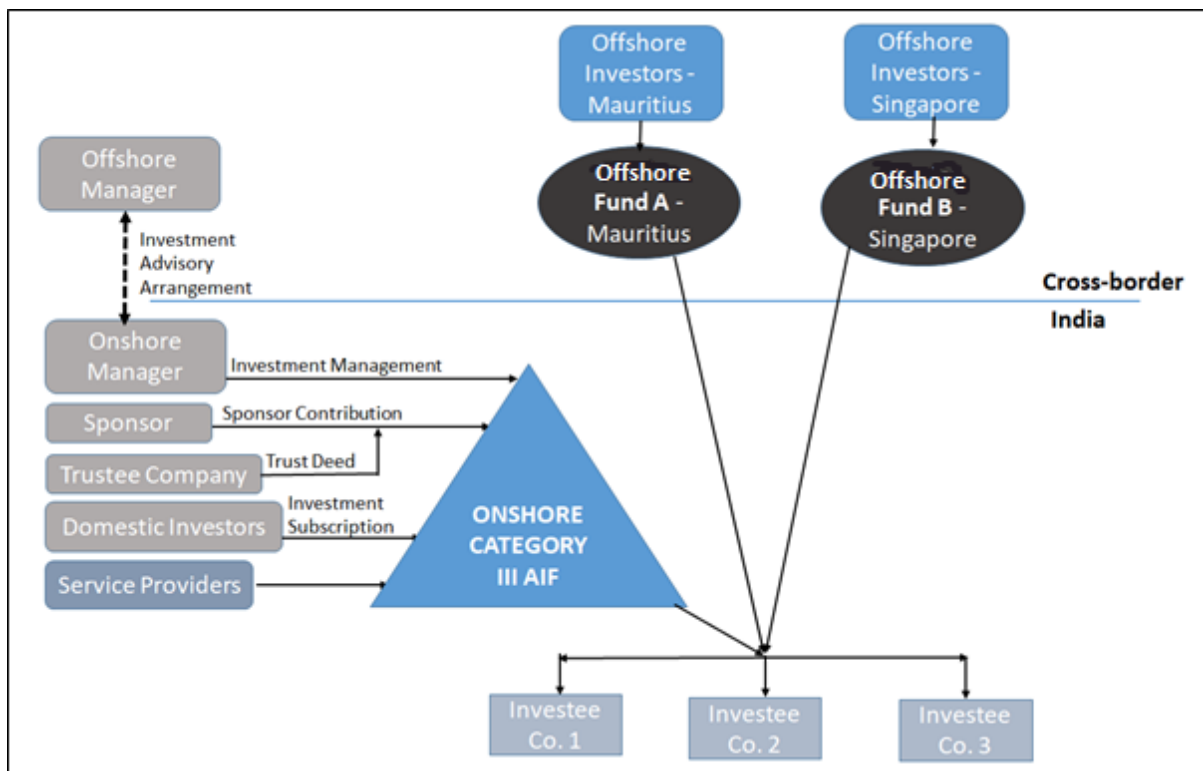 Offshore
Investors -
Mauritius
Offshore
Investors-
Singapore
Offshore
Manager
Offshore
Fund A -
Mauritius
Offshore
Fund B -
Singapore
Investment
Advisory
Arrangement
Cross-border
India
Onshore
Manager
Investment Management
Sponsor
Sponsor Contribution
Trustee Company
Trust Deed
Domestic Investors
Investment
Subscription
Service Providers
ONSHORE
CATEGORY
III AIF
Investee
Co. 1
Investee
Co. 2
Investee
Co. 3